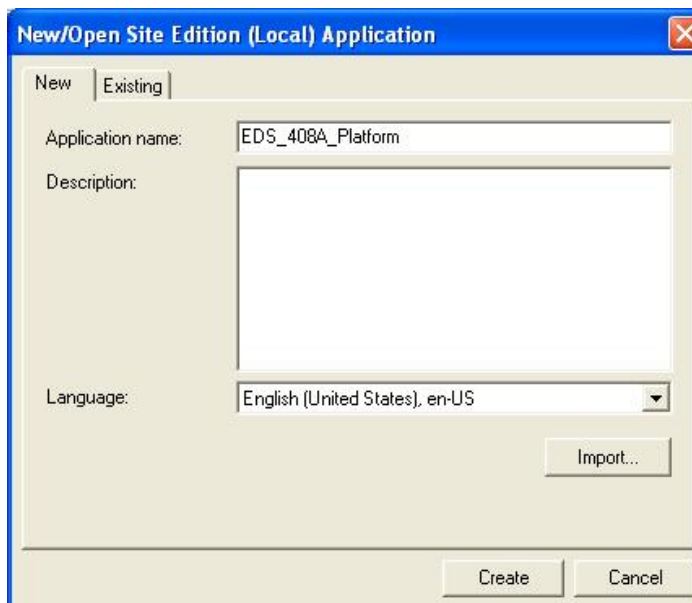 New/Open Site Edition (Local) Application
New Existing
Application name: EDS_408A_Platform
Description:
Language: English (United States), en-US
Import...
Create Cancel